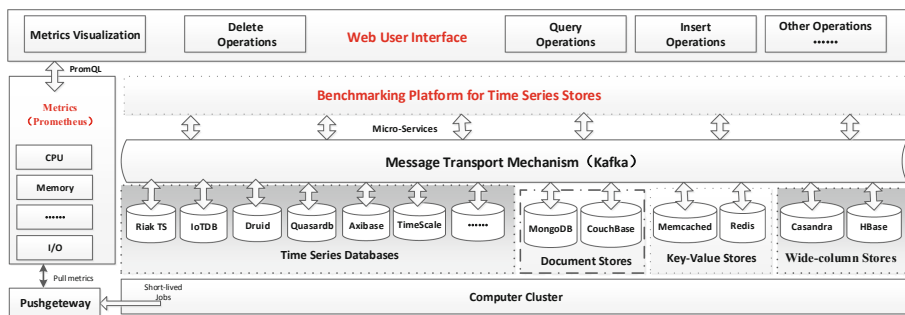 Metrics Visualization
Delete
Operations
Web User Interface
Query
Operations
Insert
Operations
Other Operations
······
PromQL
Metrics
（Prometheus）
CPU
Memory
······
I/O
Pull metrics
Pushgeteway
Benchmarking Platform for Time Series Stores
Micro-Services
Message Transport Mechanism（Kafka）
Riak TS
IoTDB
Druid
Quasardb
Axibase
TimeScale
······
Time Series Databases
MongoDB
CouchBase
Document Stores
Memcached
Redis
Key-Value Stores
Casandra
HBase
Wide-column Stores
Short-lived
Jobs
Computer Cluster